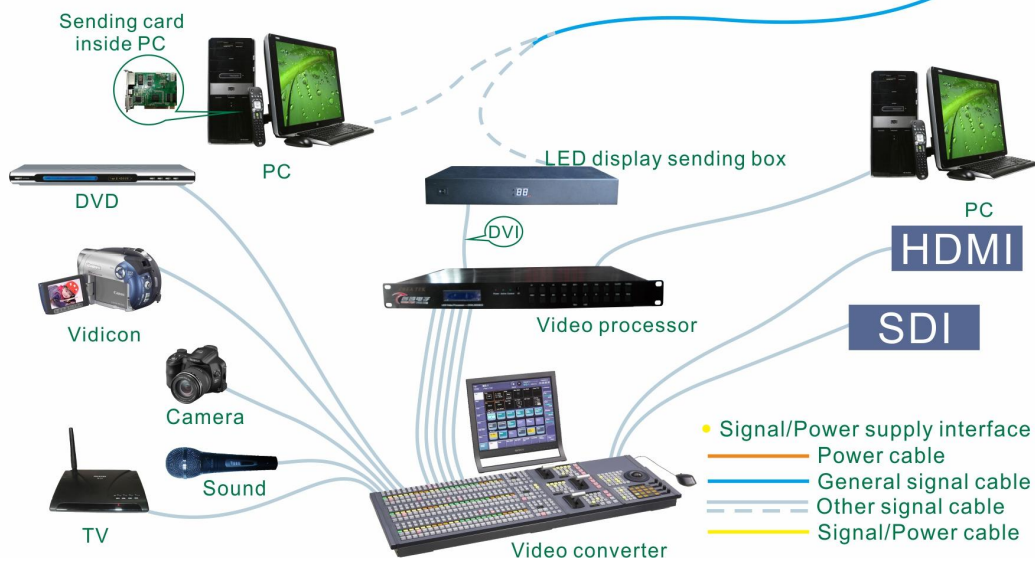 Sending card
inside PC
PC
LED display sending box
DVD
PC
DVI
HDMI
Vidicon
Video processor
SDI
Camera
Signal/Power supply interface
Power cable
Sound
General signal cable
Other signal cable
TV
Signal/Power cable
Video converter